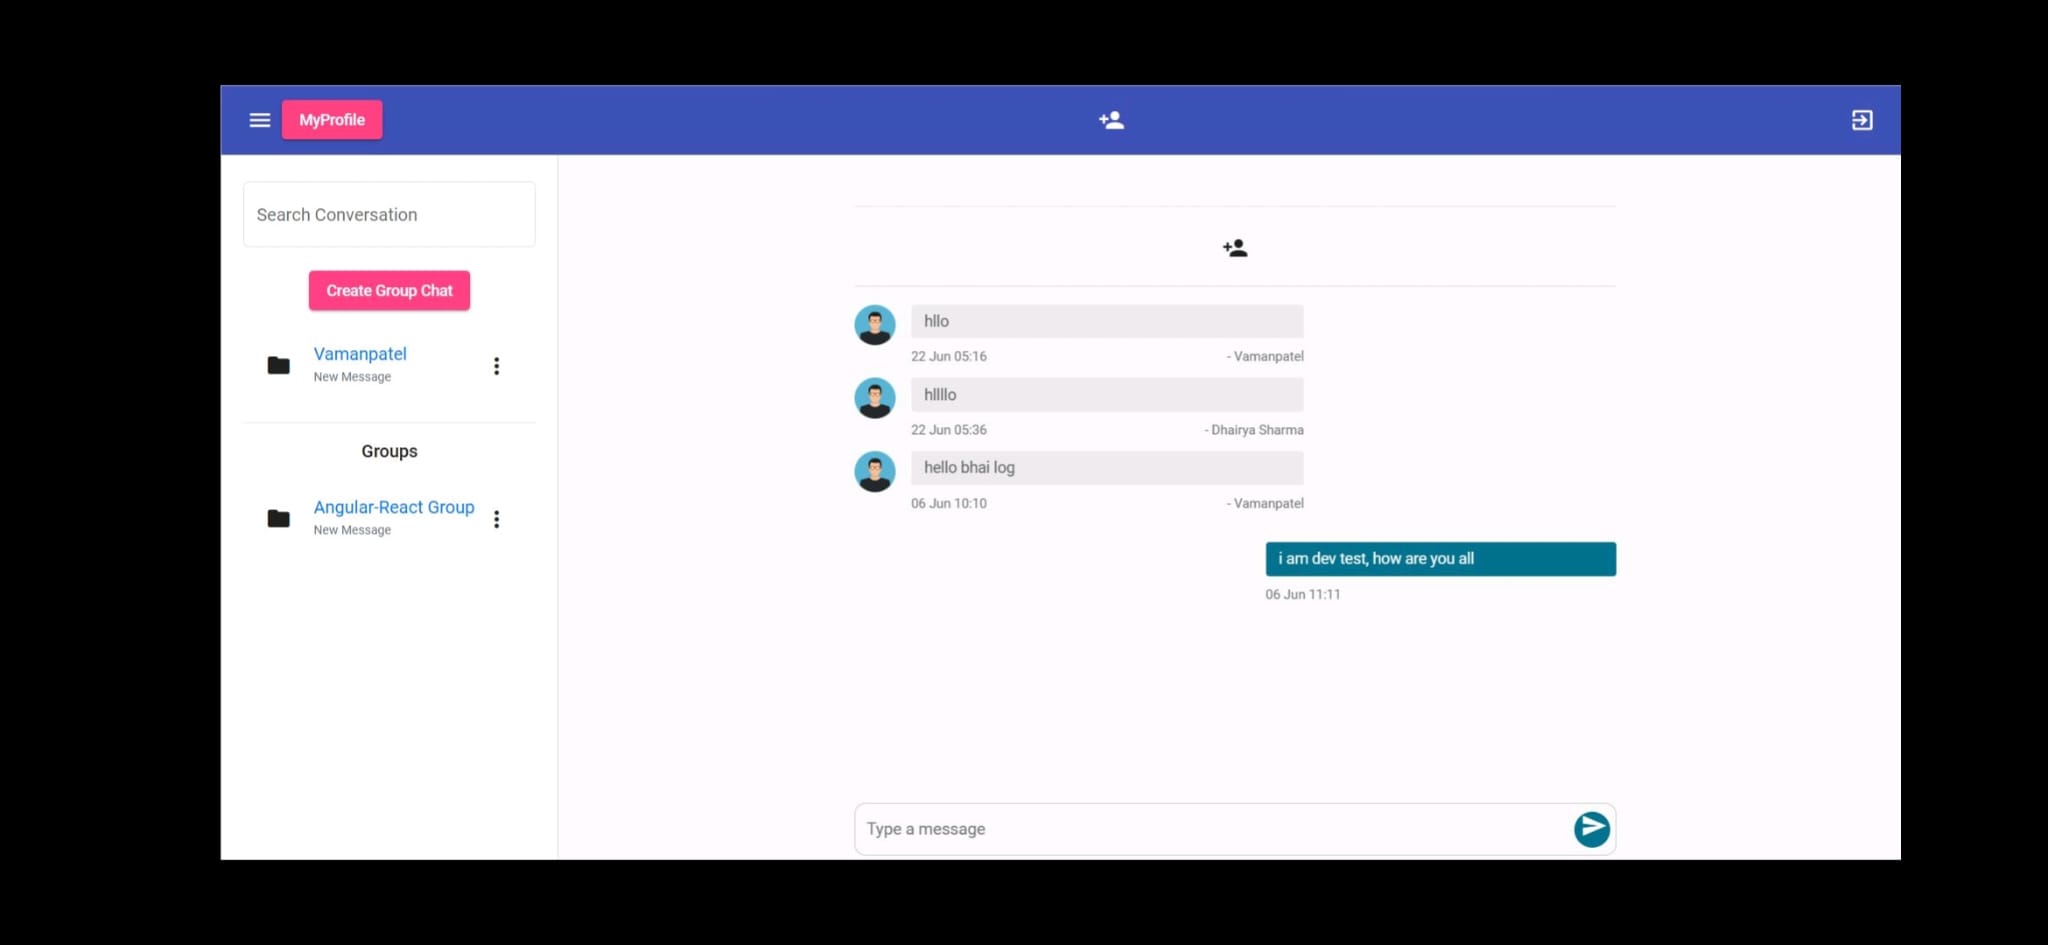 MyProfile
Search Conversation
Create Group Chat
Vamanpatel
New Message
Groups
Angular-React Group
New Message
hllo
22 Jun 05:16 - Vamanpatel
hlllllo
22 Jun 05:36 - Dhairya Sharma
hello bhai log
06 Jun 10:10 - Vamanpatel
i am dev test, how are you all
06 Jun 11:11
Type a message